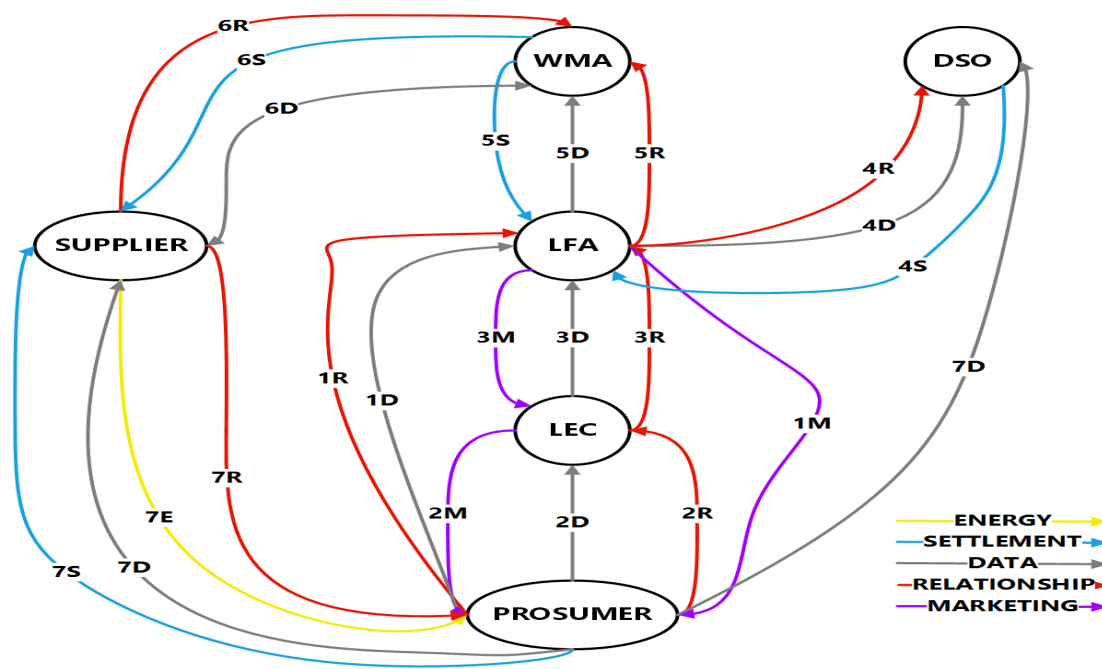 6R
WMA
DSO
6S
6D
5S
5D
5R
4R
4D
SUPPLIER
LFA
4S
3M
3D
3R
7D
1R
1D
1M
LEC
7R
2M
2D
2R
7E
7S
7D
PROSUMER
ENERGY
SETTLEMENT
DATA
RELATIONSHIP
MARKETING